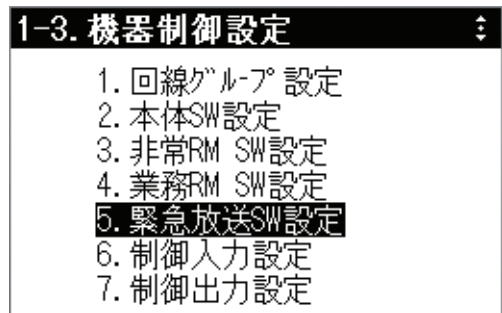 1-3.機器制御設定
1.回線ｸﾞﾙｰﾌﾟ設定
2.本体SW設定
3.非常RM SW設定
4.業務RM SW設定
5.緊急放送SW設定
6.制御入力設定
7.制御出力設定